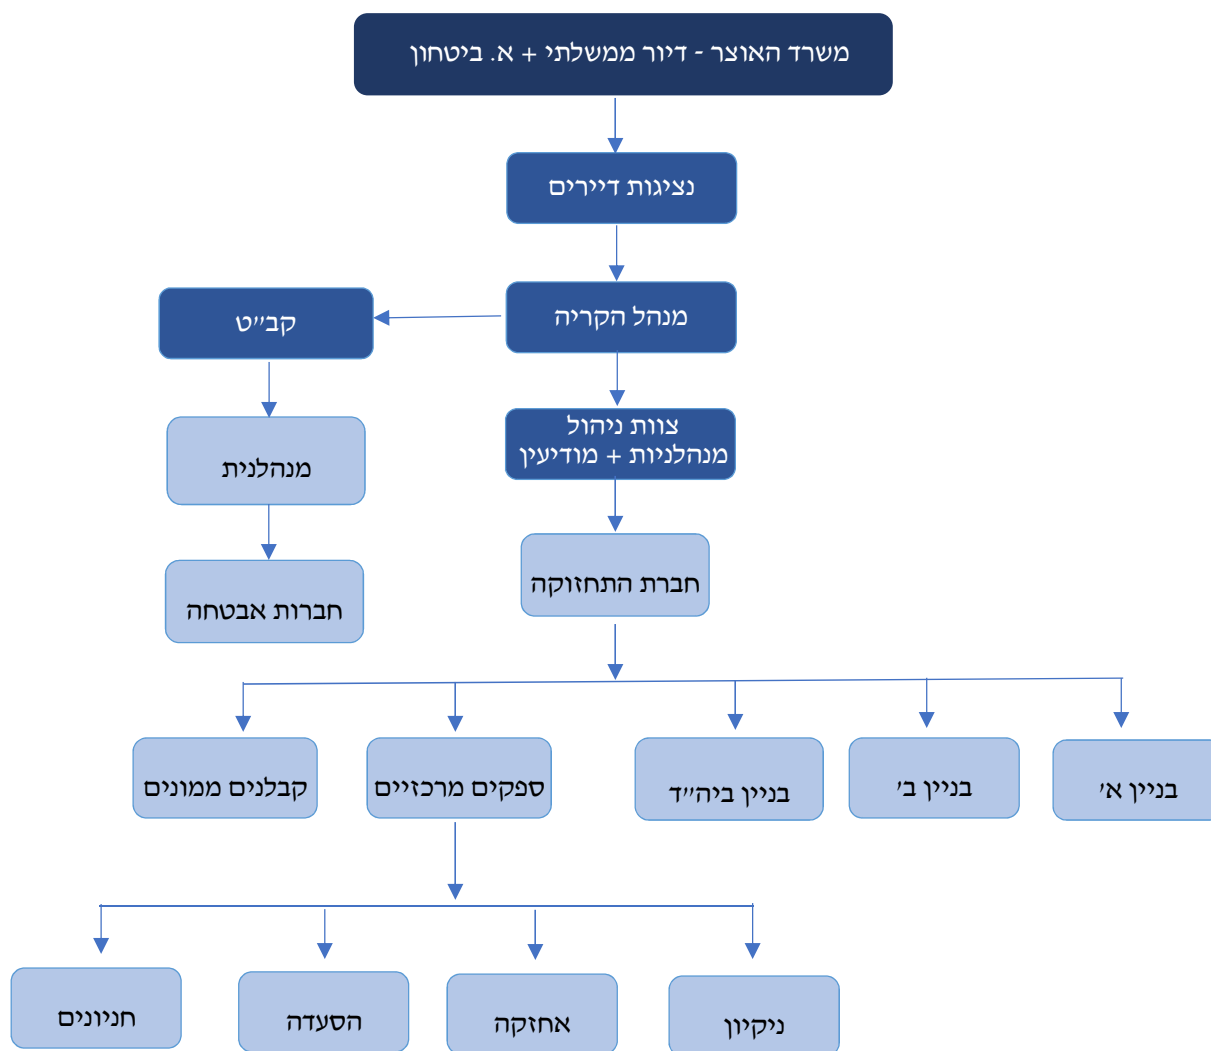 משרד האוצר - דיור ממשלתי + א. ביטחון
נציגות דיירים
מנהל הקריה
קב"ט
צוות ניהול
מנהלניות + מודיעין
מנהלנית
חברת התחזוקה
חברות אבטחה
בניין א'
בניין ב'
בניין ביה"ד
ספקים מרכזיים
קבלנים ממונים
ניקיון
אחזקה
הסעדה
חניונים